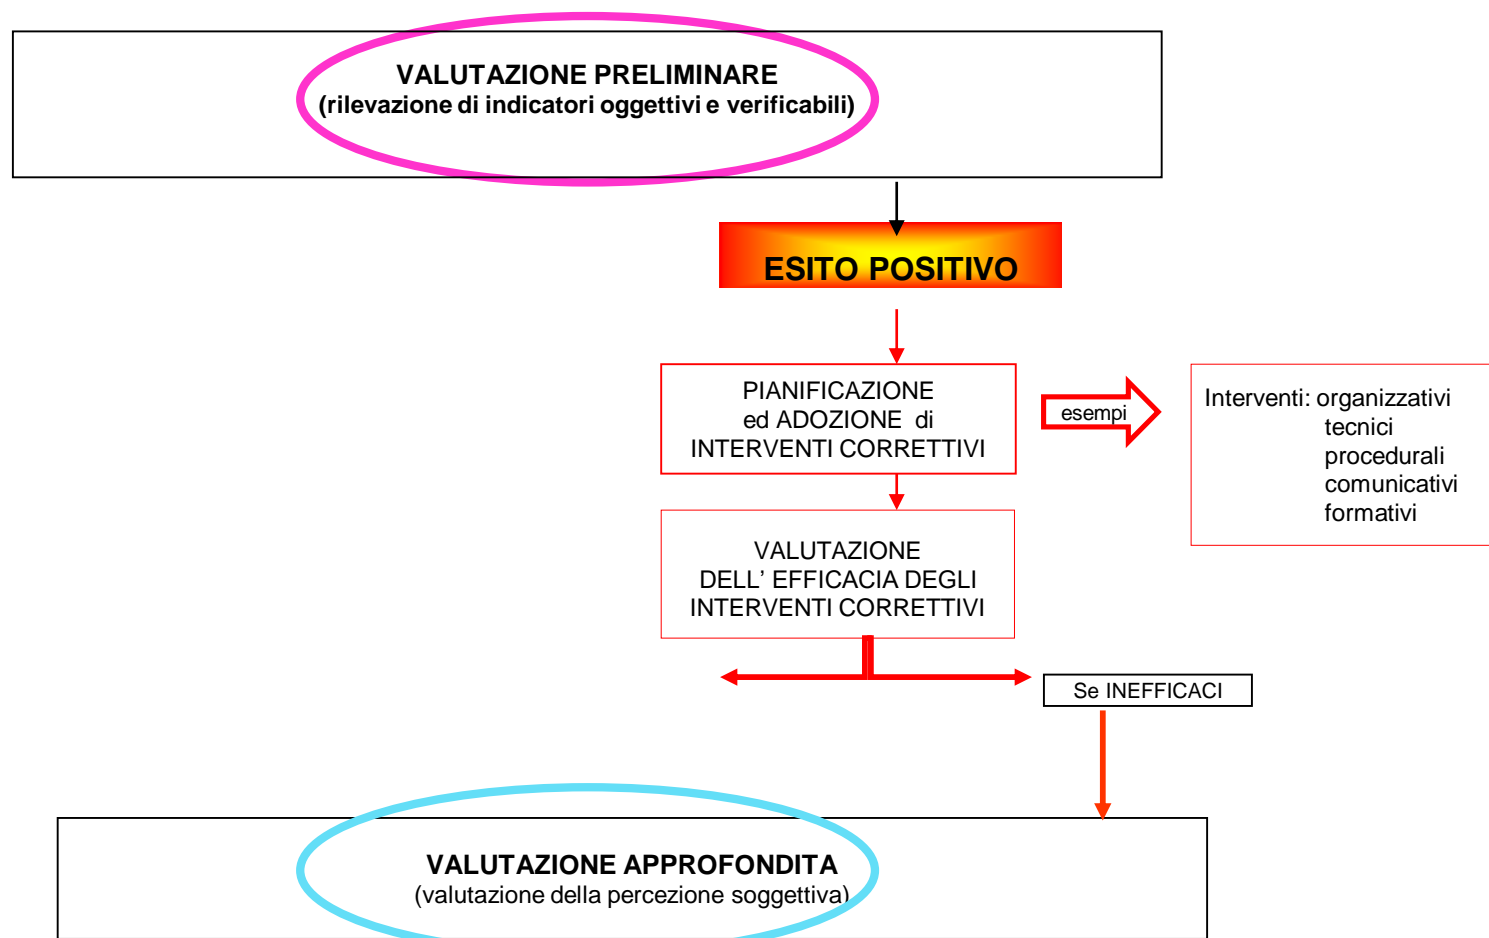 VALUTAZIONE PRELIMINARE
(rilevazione di indicatori oggettivi e verificabili)
ESITO POSITIVO
PIANIFICAZIONE
ed ADOZIONE di
INTERVENTI CORRETTIVI
esempi
Interventi: organizzativi
tecnici
procedurali
comunicativi
formativi
VALUTAZIONE
DELL' EFFICACIA DEGLI
INTERVENTI CORRETTIVI
Se INEFFICACI
VALUTAZIONE APPROFONDITA
(valutazione della percezione soggettiva)